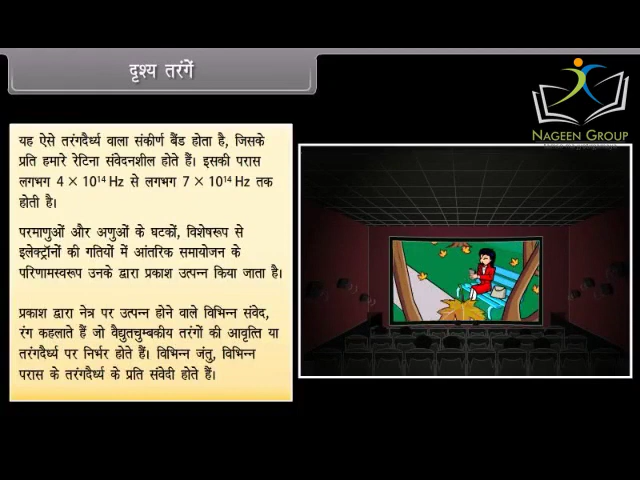 दृश्य तरंगें
NAGEEN GROUP
यह ऐसे तरंगदैर्ध्य वाला संकीर्ण बैंड होता है, जिसके
प्रति हमारे रेटिना संवेदनशील होते हैं। इसकी परास
लगभग 4 × 10¹⁴ Hz से लगभग 7 × 10¹⁴ Hz तक
होती है।
परमाणुओं और अणुओं के घटकों, विशेषरूप से
इलेक्ट्रॉनों की गतियों में आंतरिक समायोजन के
परिणामस्वरूप उनके द्वारा प्रकाश उत्पन्न किया जाता है।
प्रकाश द्वारा नेत्र पर उत्पन्न होने वाले विभिन्न संवेद,
रंग कहलाते हैं जो वैद्युतचुम्बकीय तरंगों की आवृत्ति या
तरंगदैर्ध्य पर निर्भर होते हैं। विभिन्न जंतु, विभिन्न
परास के तरंगदैर्ध्य के प्रति संवेदी होते हैं।